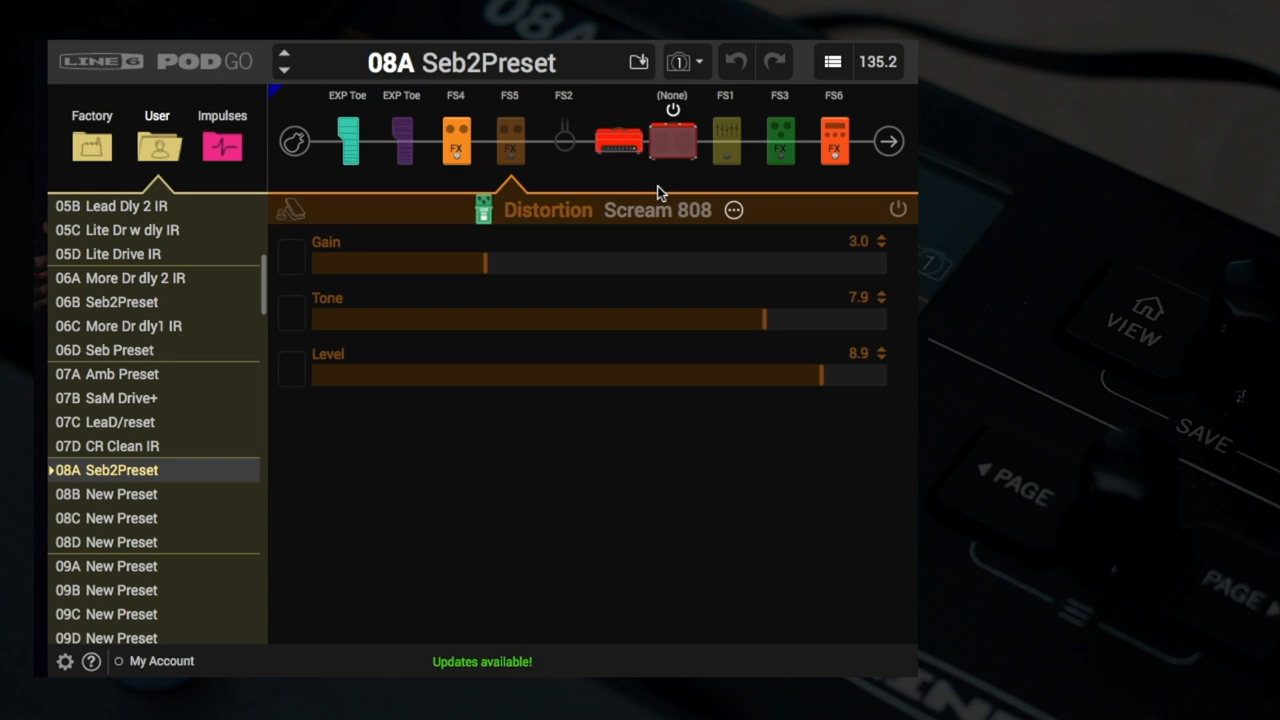 08A
LINE 6 POD GO
08A Seb2Preset
1
135.2
Factory User Impulses
EXP Toe EXP Toe FS4 FS5 FS2 (None) FS1 FS3 FS6
FX FX FX FX
Distortion Scream 808
Gain 3.0
Tone 7.9
Level 8.9
05B Lead Dly 2 IR
05C Lite Dr w dly IR
05D Lite Drive IR
06A More Dr dly 2 IR
06B Seb2Preset
06C More Dr dly1 IR
06D Seb Preset
07A Amb Preset
07B SaM Drive+
07C LeaD/reset
07D CR Clean IR
08A Seb2Preset
08B New Preset
08C New Preset
08D New Preset
09A New Preset
09B New Preset
09C New Preset
09D New Preset
? My Account
Updates available!
1
VIEW
SAVE
PAGE
PAGE
LINE